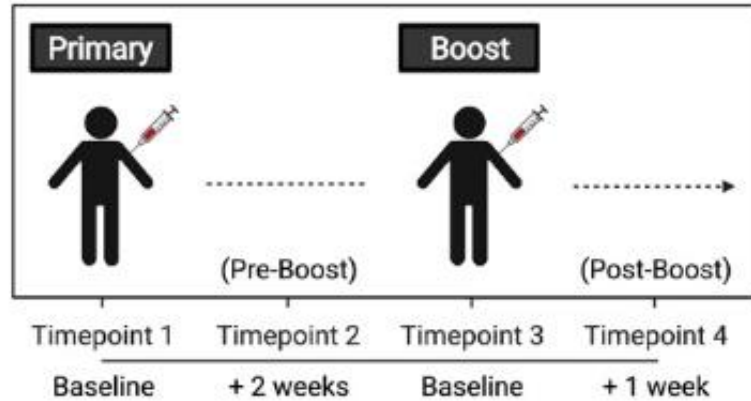 Primary Boost
(Pre-Boost) (Post-Boost)
Timepoint 1 Timepoint 2 Timepoint 3 Timepoint 4
Baseline + 2 weeks Baseline + 1 week